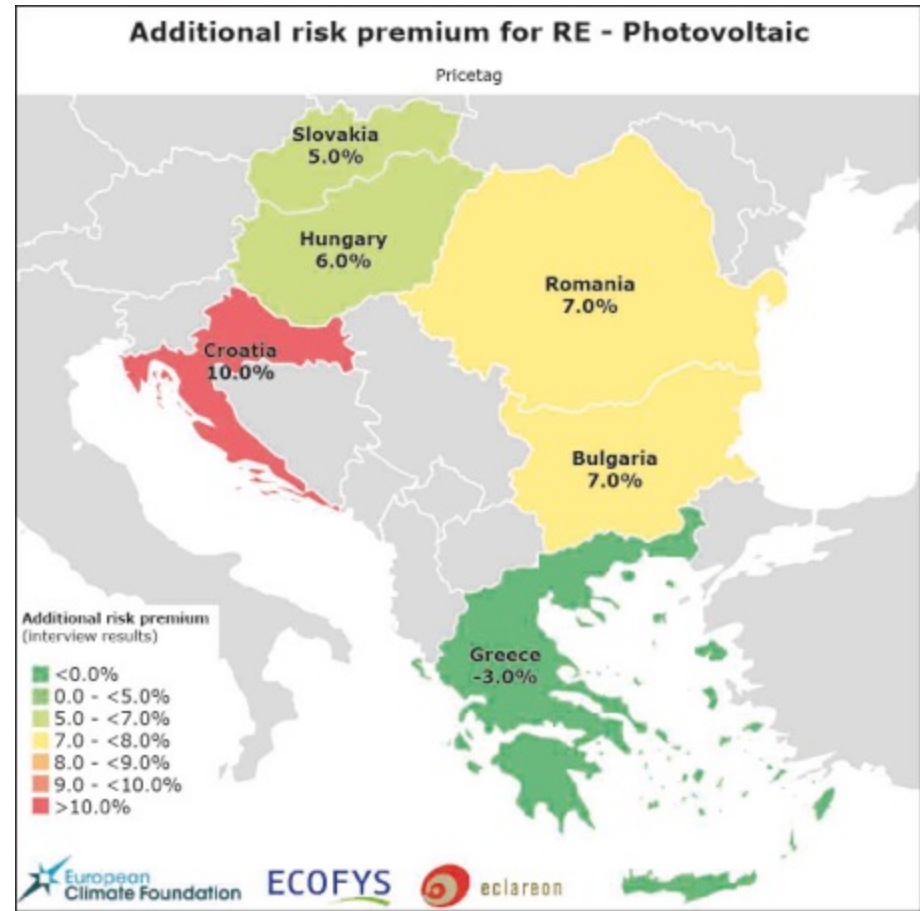 Additional risk premium for RE - Photovoltaic
Pricetag
Slovakia
5.0%
Hungary
6.0%
Romania
7.0%
Croatia
10.0%
Bulgaria
7.0%
Greece
-3.0%
Additional risk premium
(interview results)
<0.0%
0.0 - <5.0%
5.0 - <7.0%
7.0 - <8.0%
8.0 - <9.0%
9.0 - <10.0%
>10.0%
European
Climate Foundation
ECOFYS
eclareon